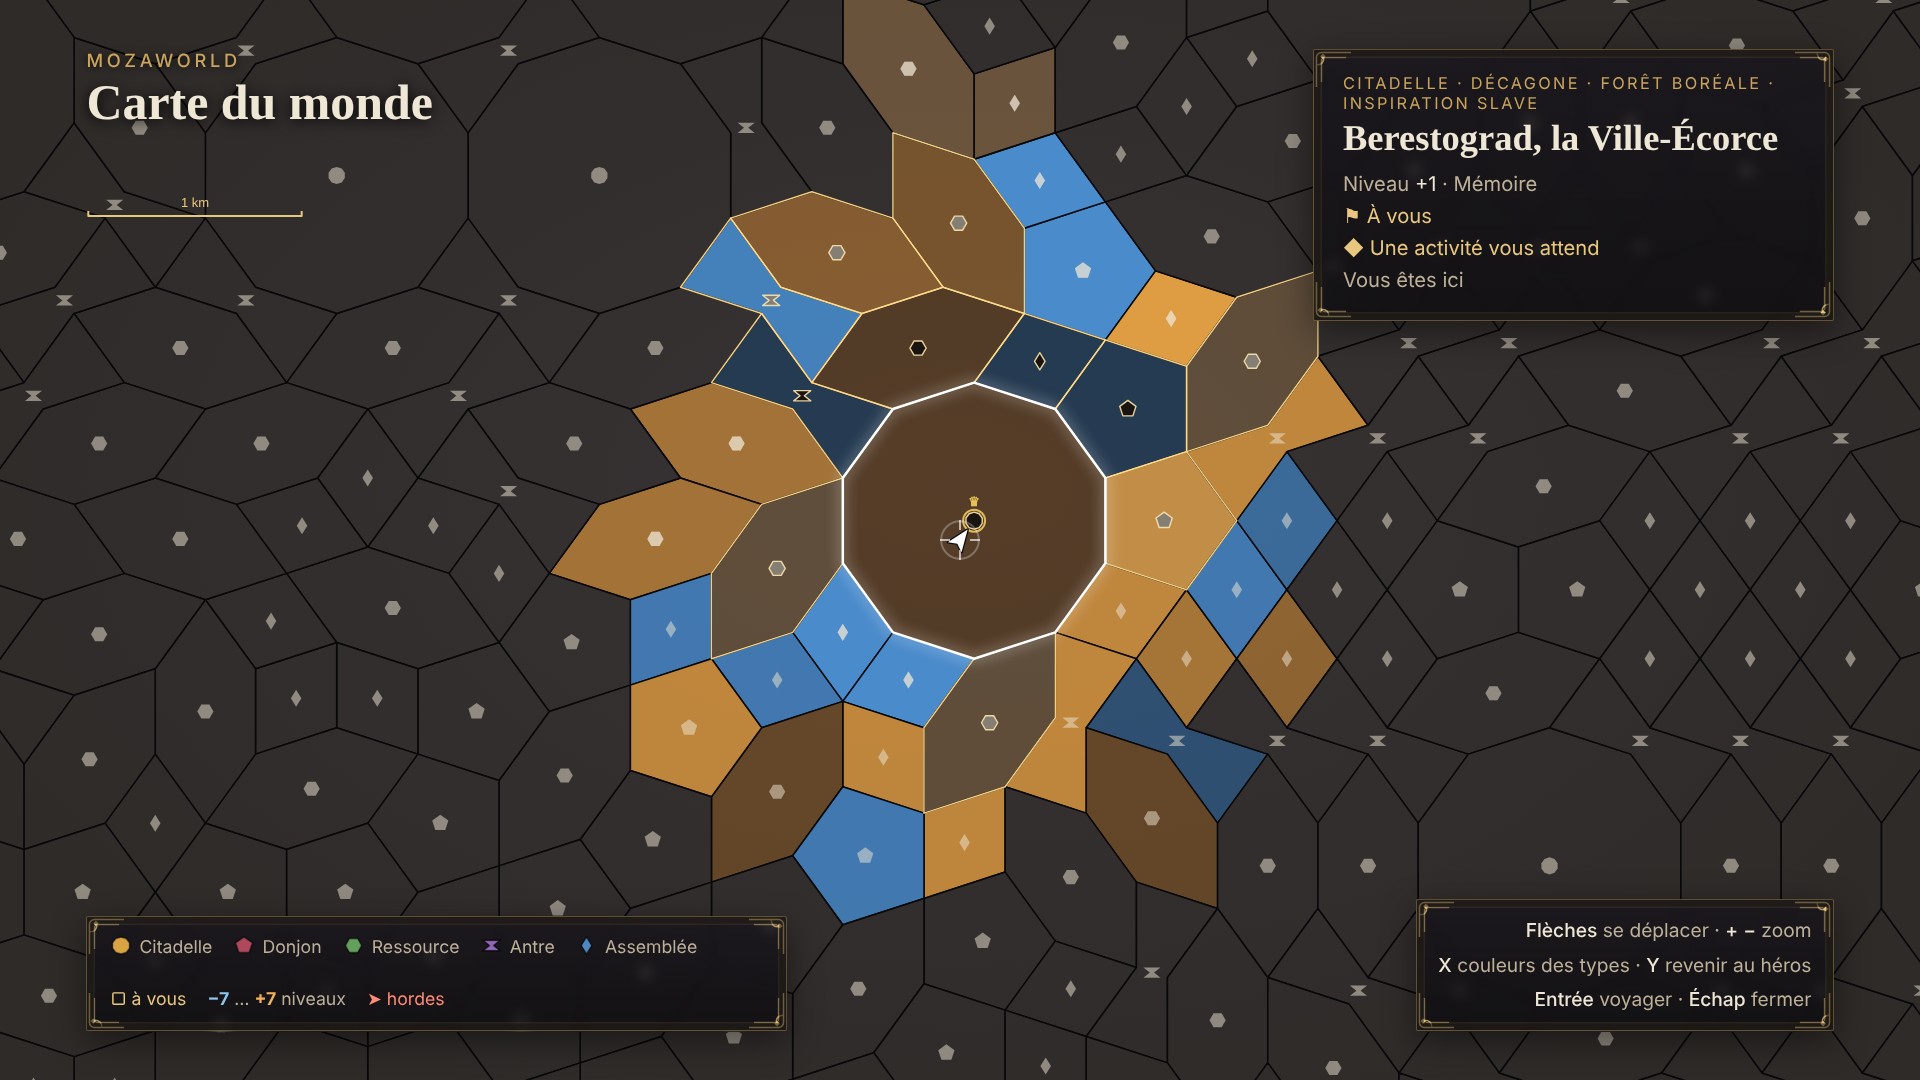 MOZAWORLD
Carte du monde
1 km
CITADELLE · DÉCAGONE · FORÊT BORÉALE ·
INSPIRATION SLAVE
Berestograd, la Ville-Écorce
Niveau +1 · Mémoire
À vous
Une activité vous attend
Vous êtes ici
Citadelle Donjon Ressource Antre Assemblée
à vous −7 ... +7 niveaux hordes
Flèches se déplacer · + − zoom
X couleurs des types · Y revenir au héros
Entrée voyager · Échap fermer